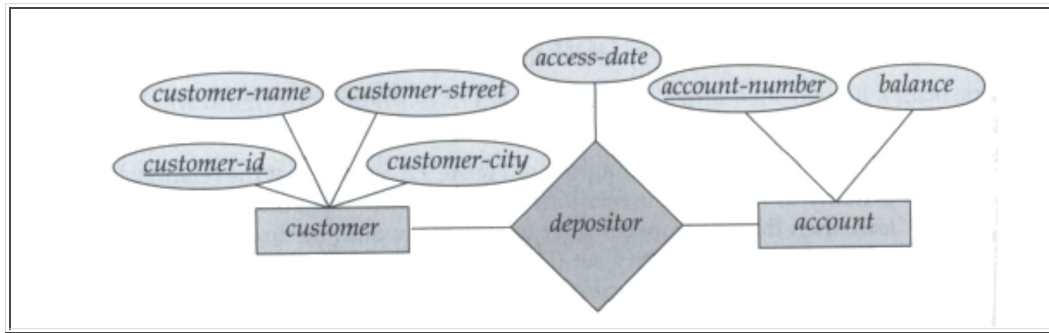 access-date
customer-name
customer-street
account-number
balance
customer-id
customer-city
customer
depositor
account